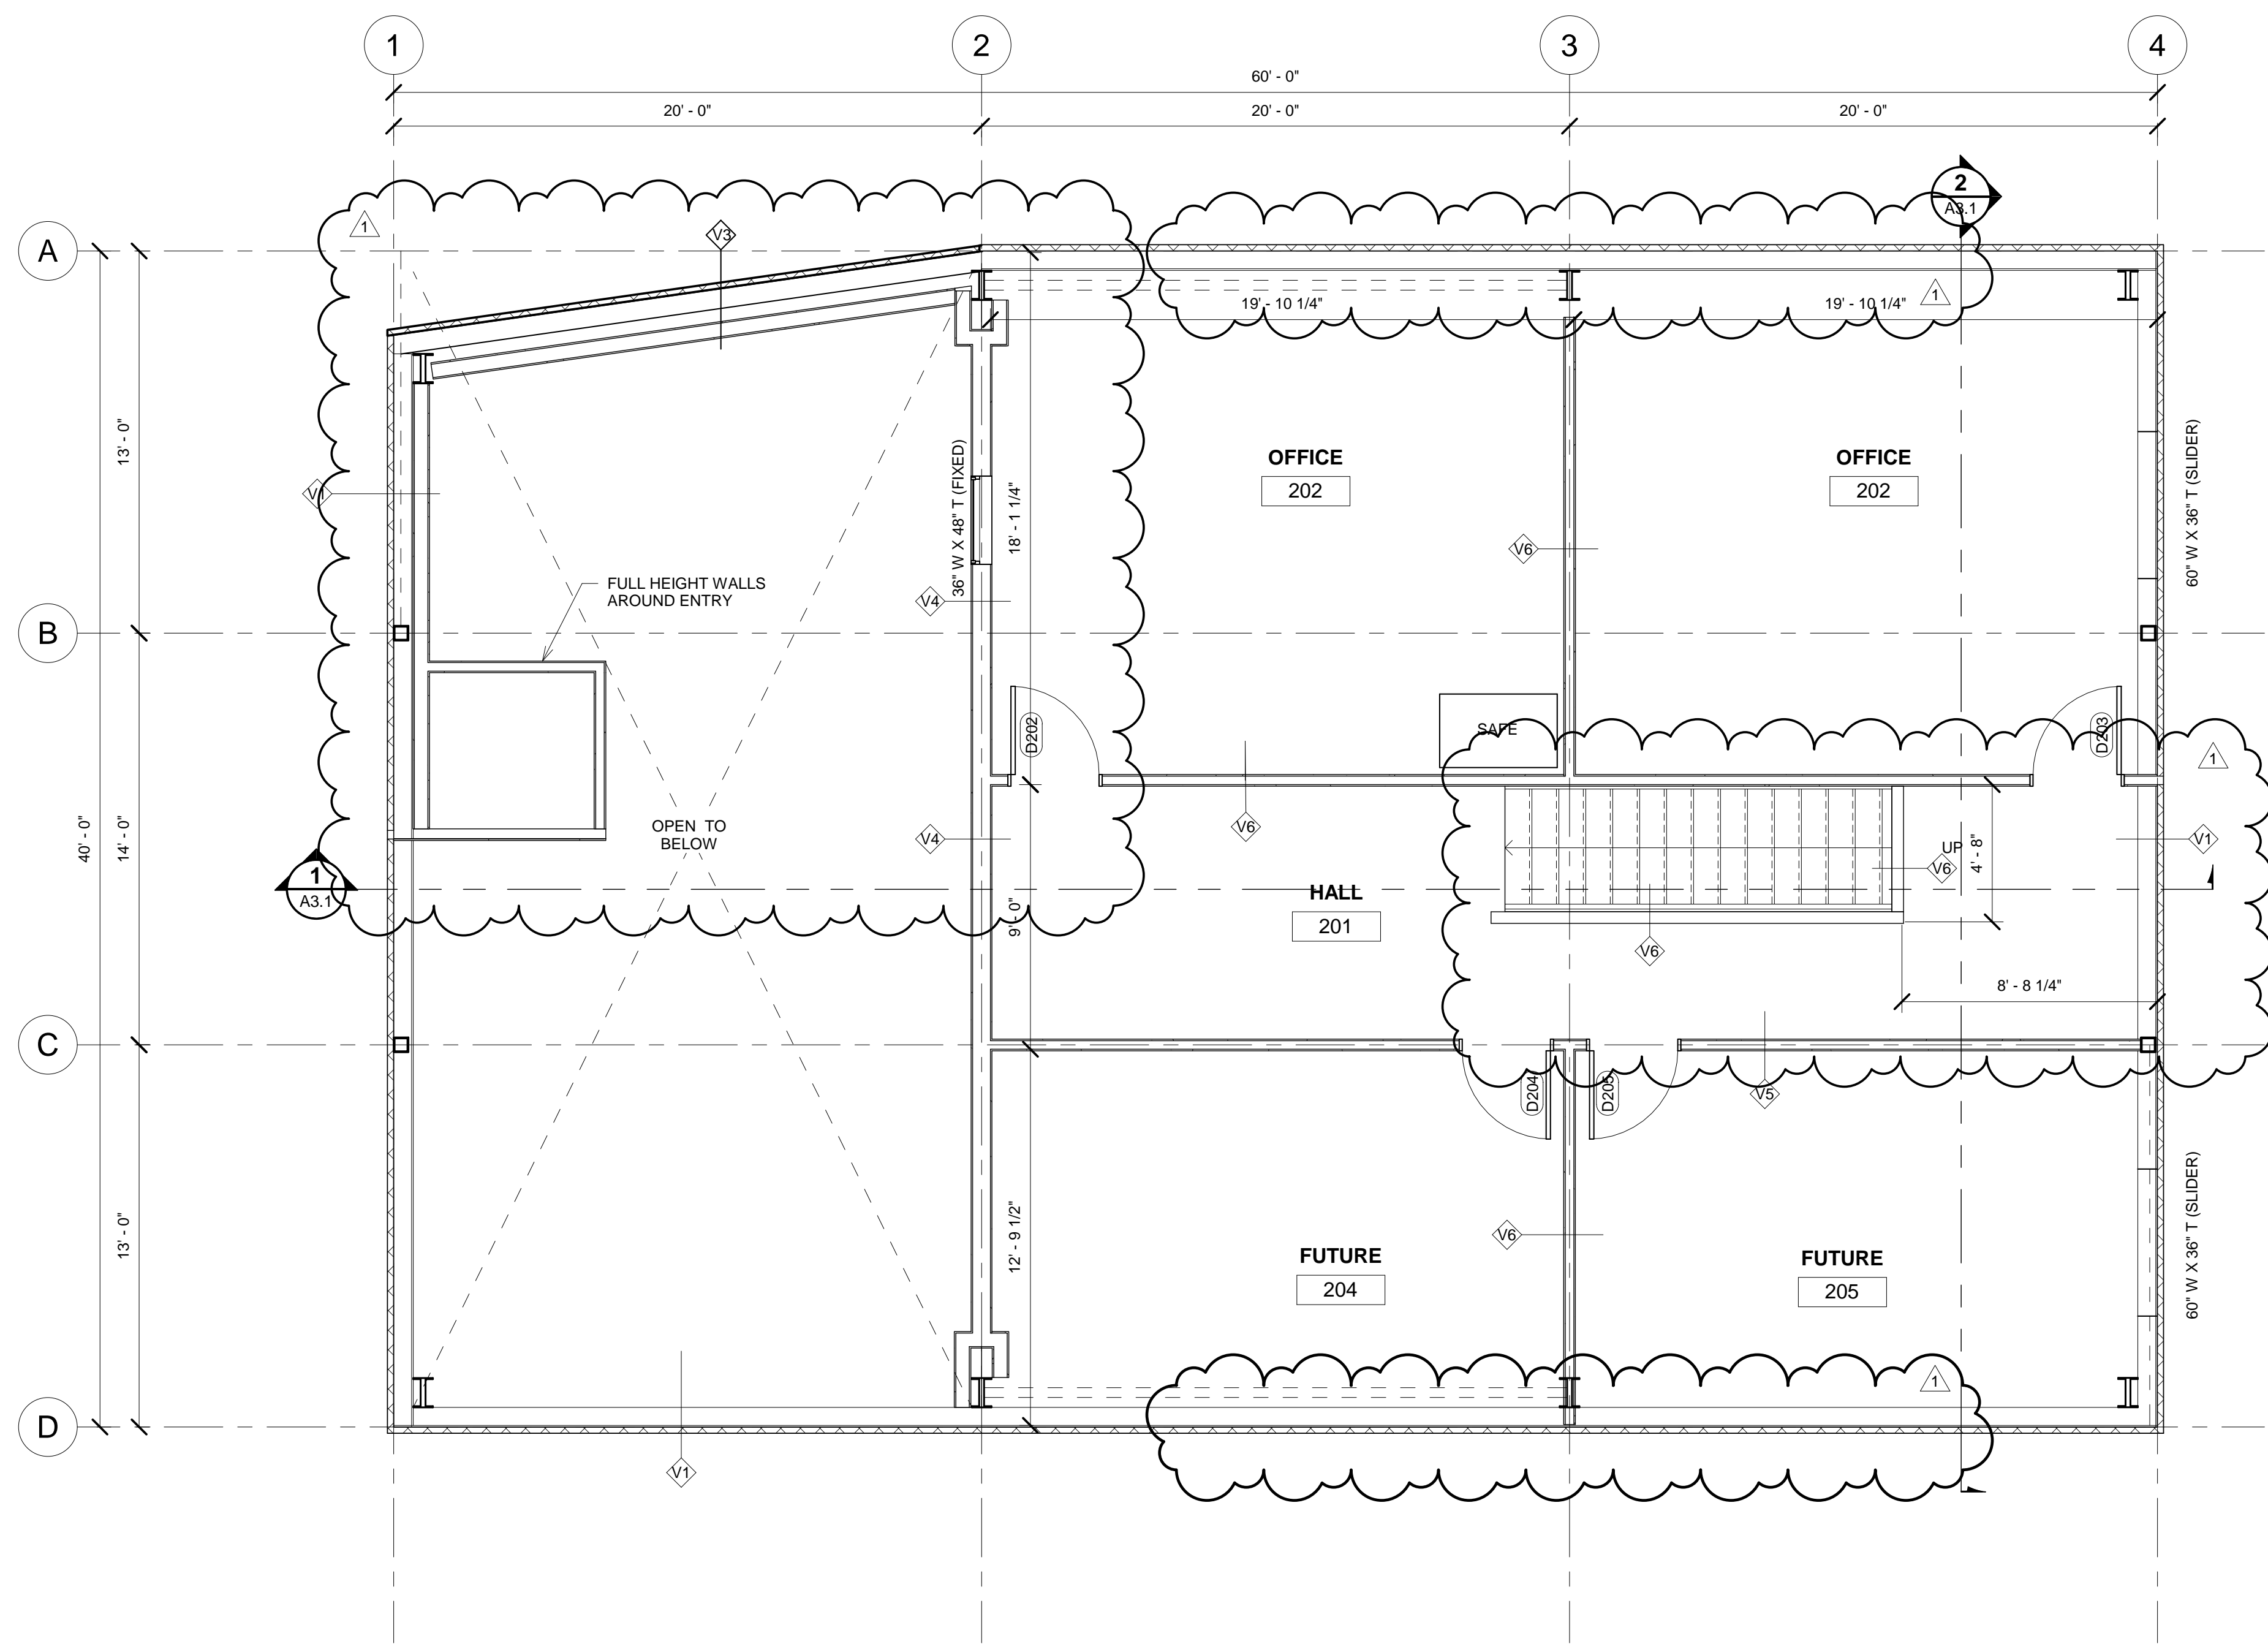 1
2
3
4
60' - 0"
20' - 0"
20' - 0"
20' - 0"
2
A3.1
1
V3
A
19' - 10 1/4"
19' - 10 1/4"
1
13' - 0"
OFFICE
202
OFFICE
202
60" W X 36" T (SLIDER)
V1
36" W X 48" T (FIXED)
18' - 1 1/4"
V6
FULL HEIGHT WALLS
AROUND ENTRY
V4
B
D202
SAFE
D203
1
40' - 0"
14' - 0"
OPEN TO
BELOW
V4
V6
UP
V6
4' - 8"
V1
1
A3.1
HALL
201
9' - 0"
V6
8' - 8 1/4"
C
D204
D205
V5
13' - 0"
12' - 9 1/2"
V6
FUTURE
204
FUTURE
205
60" W X 36" T (SLIDER)
1
D
V1